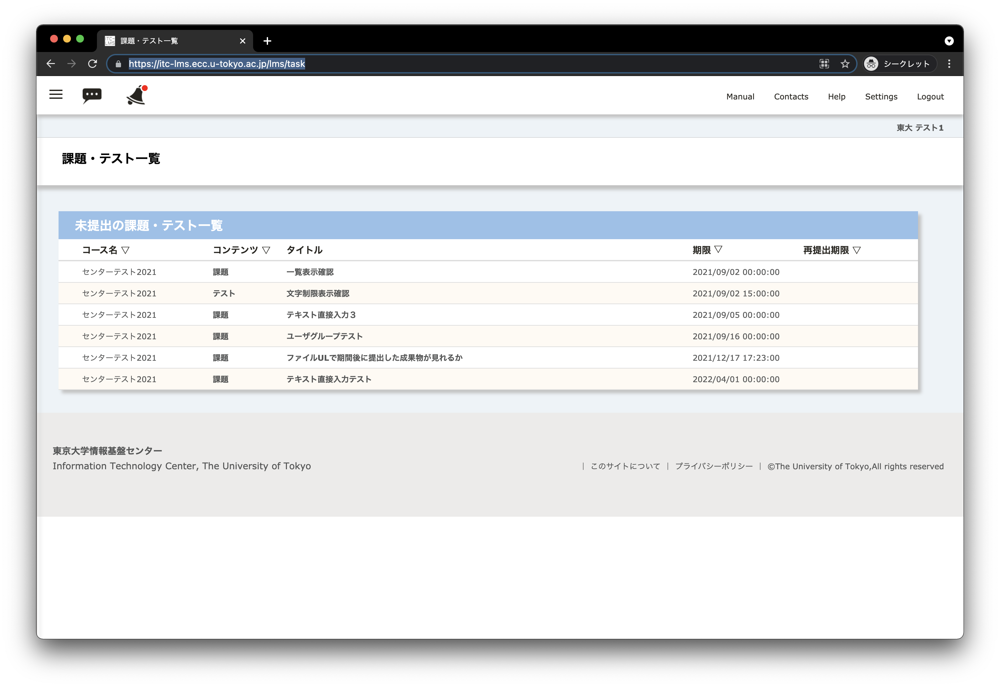 ITC-LMS 課題・テスト一覧
https://itc-lms.ecc.u-tokyo.ac.jp/lms/task シークレット
Manual Contacts Help Settings Logout
東大 テスト1
課題・テスト一覧
未提出の課題・テスト一覧
コース名 ▽ コンテンツ ▽ タイトル 期限 ▽ 再提出期限 ▽
センターテスト2021 課題 一覧表示確認 2021/09/02 00:00:00
センターテスト2021 テスト 文字制限表示確認 2021/09/02 15:00:00
センターテスト2021 課題 テキスト直接入力３ 2021/09/05 00:00:00
センターテスト2021 課題 ユーザグループテスト 2021/09/16 00:00:00
センターテスト2021 課題 ファイルULで期間後に提出した成果物が見れるか 2021/12/17 17:23:00
センターテスト2021 課題 テキスト直接入力テスト 2022/04/01 00:00:00
東京大学情報基盤センター
Information Technology Center, The University of Tokyo
｜ このサイトについて ｜ プライバシーポリシー ｜ ©The University of Tokyo,All rights reserved